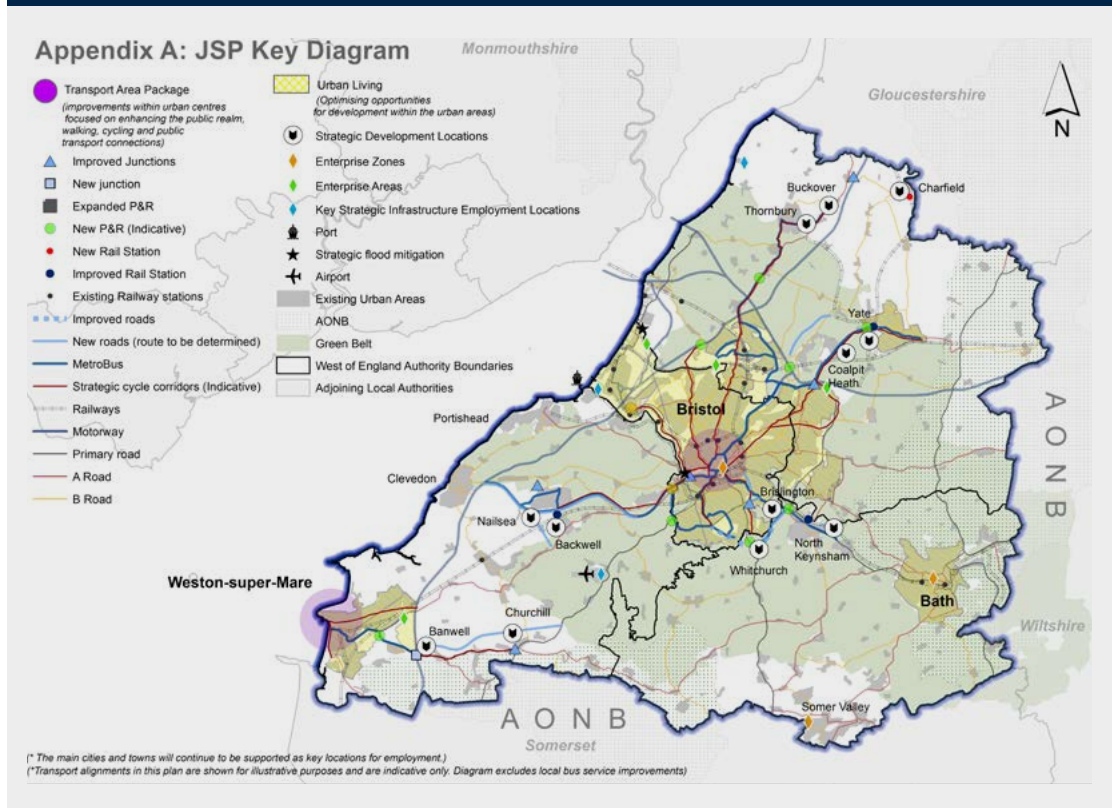 Appendix A: JSP Key Diagram
Transport Area Package
(improvements within urban centres
focused on enhancing the public realm,
walking, cycling and public
transport connections)
Improved Junctions
New junction
Expanded P&R
New P&R (Indicative)
New Rail Station
Improved Rail Station
Existing Railway stations
Improved roads
New roads (route to be determined)
MetroBus
Strategic cycle corridors (Indicative)
Railways
Motorway
Primary road
A Road
B Road
Urban Living
(Optimising opportunities
for development within the urban areas)
Strategic Development Locations
Enterprise Zones
Enterprise Areas
Key Strategic Infrastructure Employment Locations
Port
Strategic flood mitigation
Airport
Existing Urban Areas
AONB
Green Belt
West of England Authority Boundaries
Adjoining Local Authorities
Monmouthshire
Gloucestershire
N
Buckover
Charfield
Thornbury
Yate
Coalpit
Heath
Bristol
Portishead
AONB
Clevedon
Nailsea
Backwell
Brislington
North
Keynsham
Whitchurch
Weston-super-Mare
Bath
Churchill
Banwell
Wiltshire
Somer Valley
AONB
Somerset
(* The main cities and towns will continue to be supported as key locations for employment.)
(*Transport alignments in this plan are shown for illustrative purposes and are indicative only. Diagram excludes local bus service improvements)